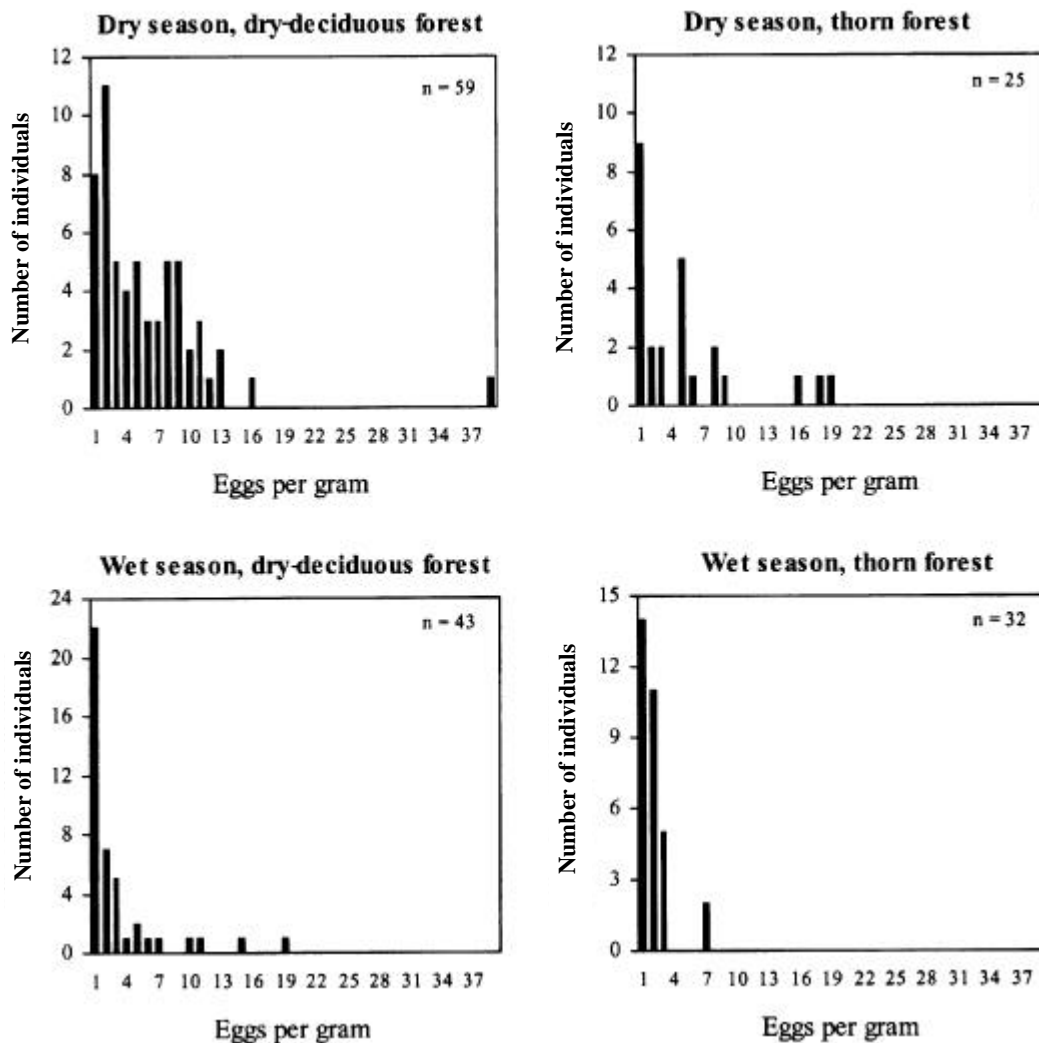 Dry season, dry-deciduous forest
n = 59
Number of individuals
12
10
8
6
4
2
0
1 4 7 10 13 16 19 22 25 28 31 34 37
Eggs per gram
Dry season, thorn forest
n = 25
Number of individuals
12
10
8
6
4
2
0
1 4 7 10 13 16 19 22 25 28 31 34 37
Eggs per gram
Wet season, dry-deciduous forest
n = 43
Number of individuals
24
20
16
12
8
4
0
1 4 7 10 13 16 19 22 25 28 31 34 37
Eggs per gram
Wet season, thorn forest
n = 32
Number of individuals
15
12
9
6
3
0
1 4 7 10 13 16 19 22 25 28 31 34 37
Eggs per gram